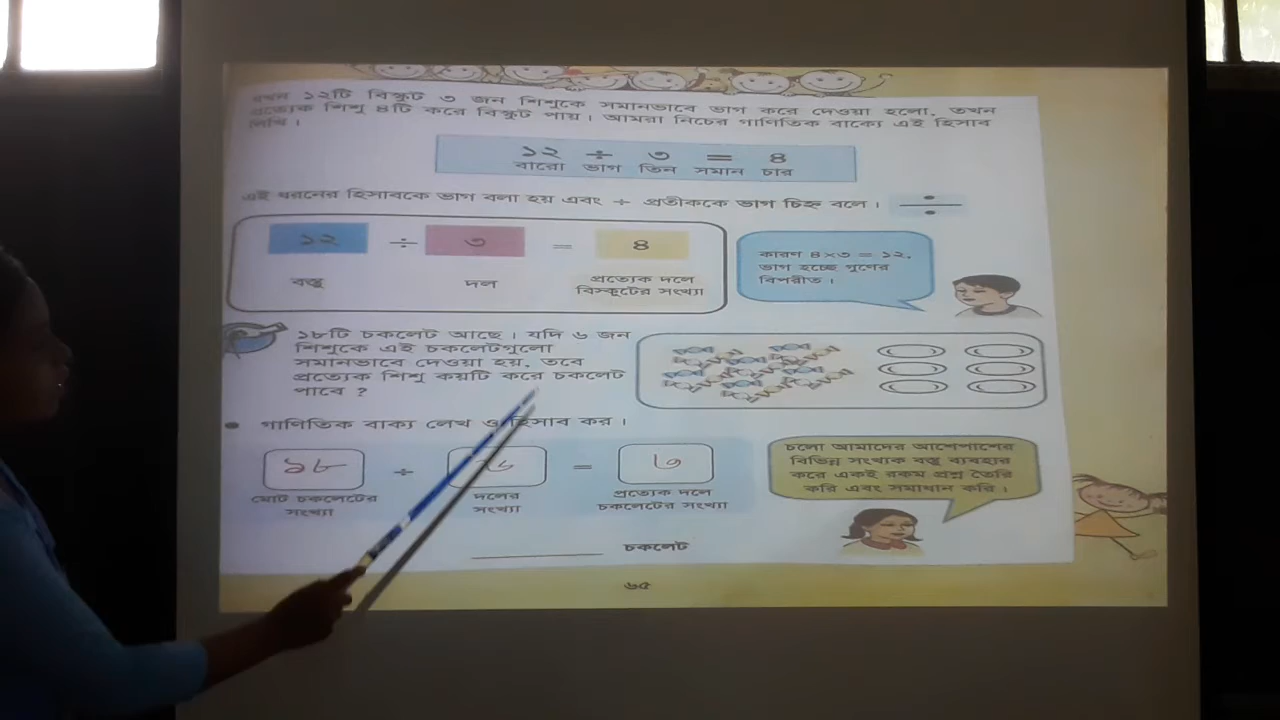 যখন ১২টি বিস্কুট ৩ জন শিশুকে সমানভাবে ভাগ করে দেওয়া হলো, তখন
প্রত্যেক শিশু ৪টি করে বিস্কুট পায়। আমরা নিচের গাণিতিক বাক্যে এই হিসাব
লিখি।
১২ ÷ ৩ = ৪
বারো ভাগ তিন সমান চার
এই ধরনের হিসাবকে ভাগ বলা হয় এবং ÷ প্রতীককে ভাগ চিহ্ন বলে। ÷
১২ ÷ ৩ = ৪
বস্তু দল প্রত্যেক দলে
বিস্কুটের সংখ্যা
কারণ ৪×৩ = ১২,
ভাগ হচ্ছে গুণের
বিপরীত।
১৮টি চকলেট আছে। যদি ৬ জন
শিশুকে এই চকলেটগুলো
সমানভাবে দেওয়া হয়, তবে
প্রত্যেক শিশু কয়টি করে চকলেট
পাবে ?
• গাণিতিক বাক্য লেখ ও হিসাব কর।
১৮ ÷ ৬ = ৩
মোট চকলেটের
সংখ্যা
দলের
সংখ্যা
প্রত্যেক দলে
চকলেটের সংখ্যা
চকলেট
চলো আমাদের আশেপাশের
বিভিন্ন সংখ্যক বস্তু ব্যবহার
করে একই রকম প্রশ্ন তৈরি
করি এবং সমাধান করি।
৬৫